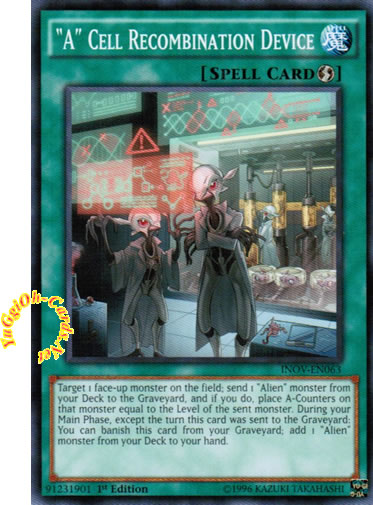 "A" CELL RECOMBINATION DEVICE
[SPELL CARD]
YuGgiOh-Cards.Net
INOV-EN063
Target 1 face-up monster on the field; send 1 "Alien" monster from
your Deck to the Graveyard, and if you do, place A-Counters on
that monster equal to the Level of the sent monster. During your
Main Phase, except the turn this card was sent to the Graveyard:
You can banish this card from your Graveyard; add 1 "Alien"
monster from your Deck to your hand.
91231901 1st Edition ©1996 KAZUKI TAKAHASHI